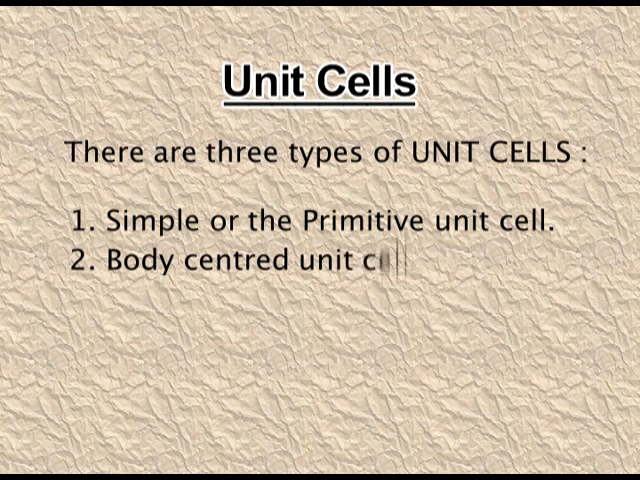 Unit Cells
There are three types of UNIT CELLS :
1. Simple or the Primitive unit cell.
2. Body centred unit